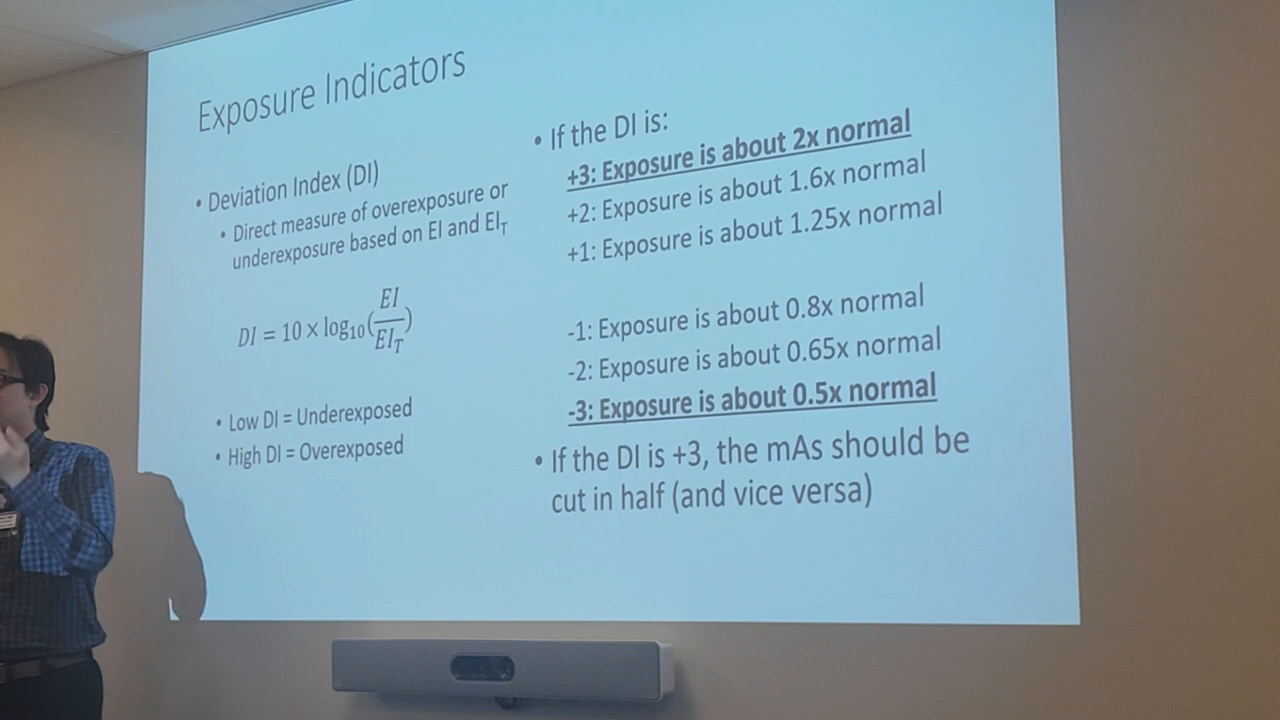 Exposure Indicators
• Deviation Index (DI)
• Direct measure of overexposure or
underexposure based on EI and EI_T
DI = 10 × log₁₀(EI/EI_T)
• Low DI = Underexposed
• High DI = Overexposed
• If the DI is:
+3: Exposure is about 2x normal
+2: Exposure is about 1.6x normal
+1: Exposure is about 1.25x normal
-1: Exposure is about 0.8x normal
-2: Exposure is about 0.65x normal
-3: Exposure is about 0.5x normal
• If the DI is +3, the mAs should be
cut in half (and vice versa)